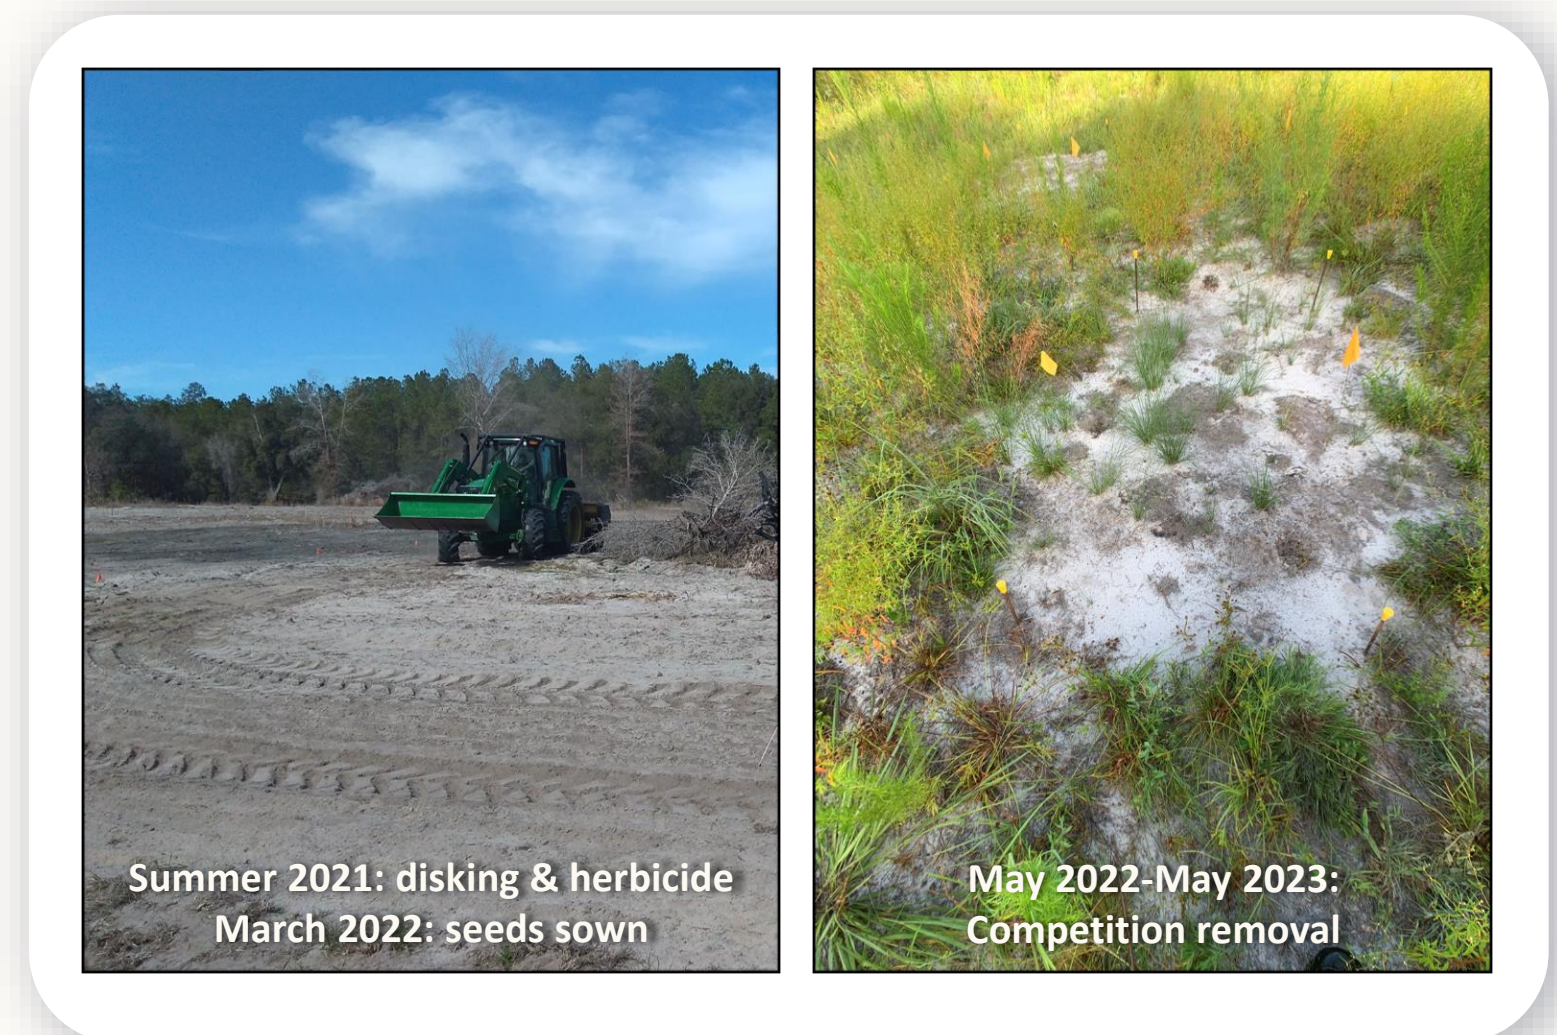 Summer 2021: disking & herbicide
March 2022: seeds sown
May 2022-May 2023:
Competition removal